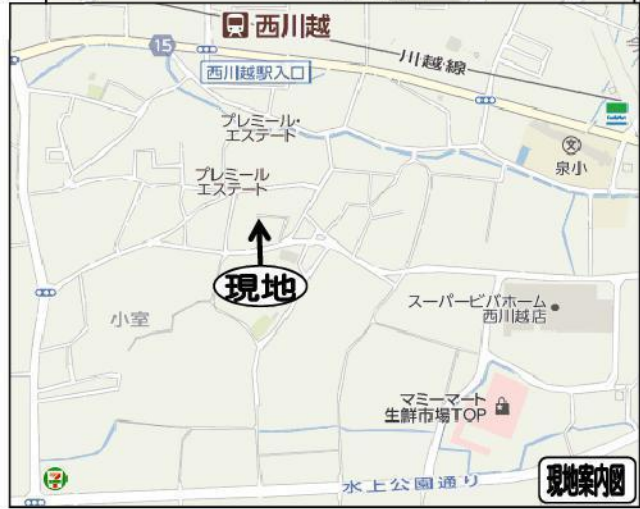 西川越
15
西川越駅入口
川越線
FamilyMart
プレミール・
エステート
文
泉小
プレミール
エステート
現地
小室
スーパービバホーム
西川越店
マミーマート
生鮮市場TOP
7
水上公園通り
現地案内図